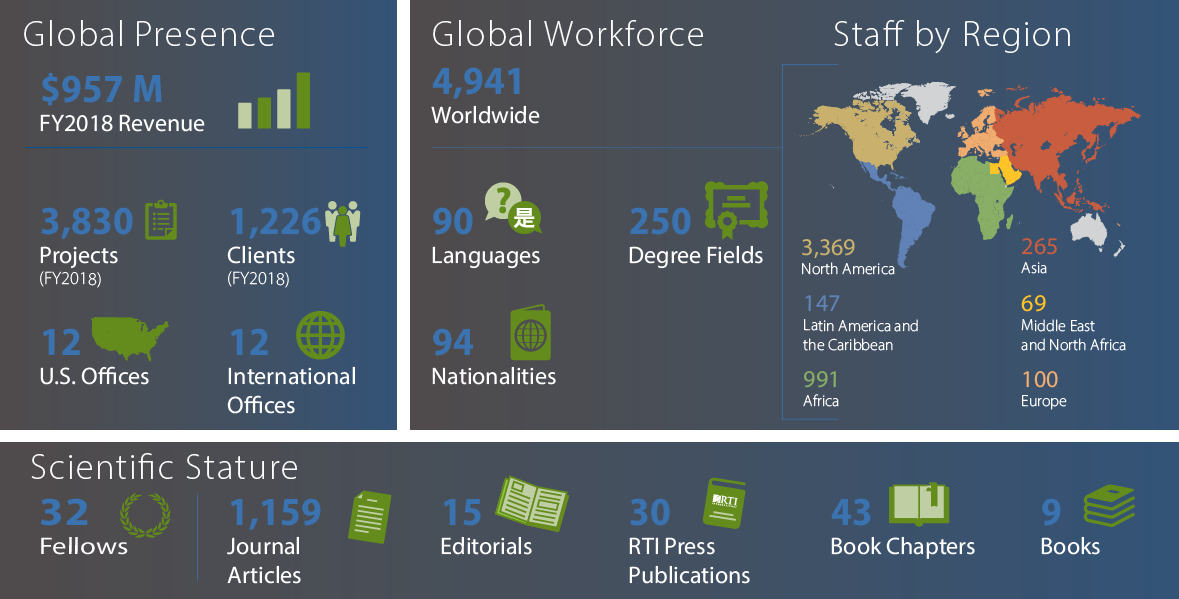 Global Presence
$957 M
FY2018 Revenue
3,830
Projects
(FY2018)
1,226
Clients
(FY2018)
12
U.S. Offices
12
International
Offices
Global Workforce
4,941
Worldwide
90
Languages
?
是
250
Degree Fields
94
Nationalities
Staff by Region
3,369
North America
147
Latin America and
the Caribbean
991
Africa
265
Asia
69
Middle East
and North Africa
100
Europe
Scientific Stature
32
Fellows
1,159
Journal
Articles
15
Editorials
30
RTI Press
Publications
RTI
43
Book Chapters
9
Books